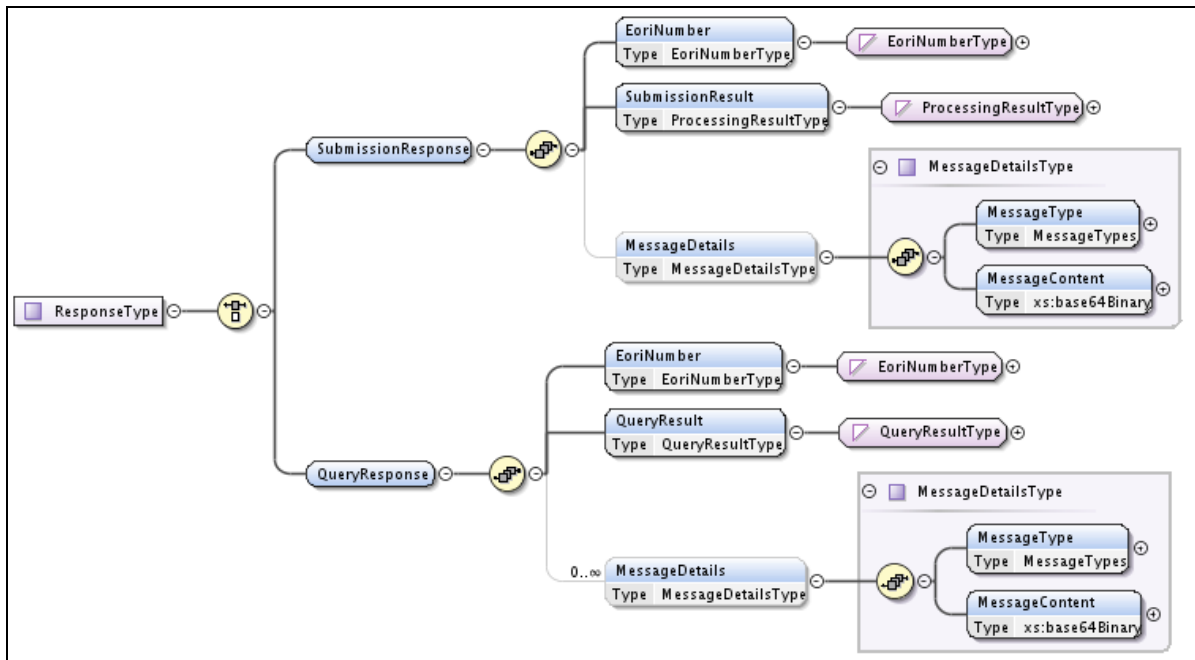 EoriNumber
Type EoriNumberType
EoriNumberType
SubmissionResult
Type ProcessingResultType
ProcessingResultType
SubmissionResponse
MessageDetailsType
MessageType
Type MessageTypes
MessageDetails
Type MessageDetailsType
MessageContent
Type xs:base64Binary
ResponseType
EoriNumber
Type EoriNumberType
EoriNumberType
QueryResult
Type QueryResultType
QueryResultType
QueryResponse
MessageDetailsType
MessageType
Type MessageTypes
0..∞ MessageDetails
Type MessageDetailsType
MessageContent
Type xs:base64Binary